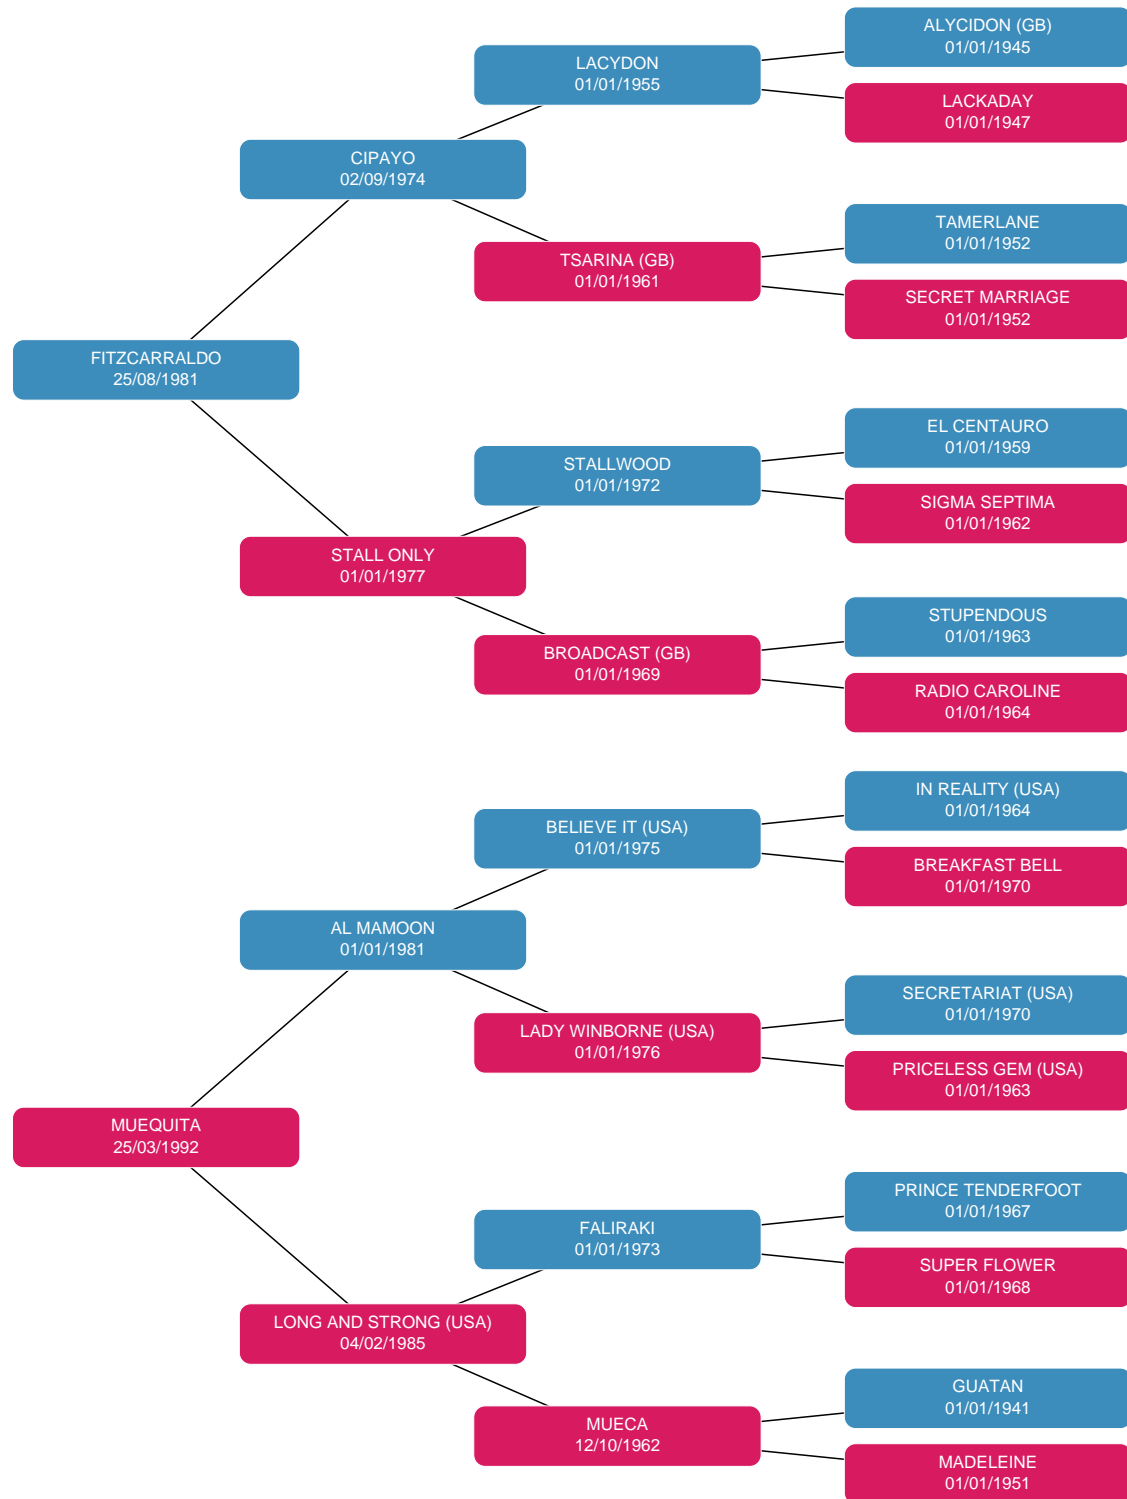 ALYCIDON (GB)
01/01/1945
LACYDON
01/01/1955
LACKADAY
01/01/1947
CIPAYO
02/09/1974
TAMERLANE
01/01/1952
TSARINA (GB)
01/01/1961
SECRET MARRIAGE
01/01/1952
FITZCARRALDO
25/08/1981
EL CENTAURO
01/01/1959
STALLWOOD
01/01/1972
SIGMA SEPTIMA
01/01/1962
STALL ONLY
01/01/1977
STUPENDOUS
01/01/1963
BROADCAST (GB)
01/01/1969
RADIO CAROLINE
01/01/1964
IN REALITY (USA)
01/01/1964
BELIEVE IT (USA)
01/01/1975
BREAKFAST BELL
01/01/1970
AL MAMOON
01/01/1981
SECRETARIAT (USA)
01/01/1970
LADY WINBORNE (USA)
01/01/1976
PRICELESS GEM (USA)
01/01/1963
MUEQUITA
25/03/1992
PRINCE TENDERFOOT
01/01/1967
FALIRAKI
01/01/1973
SUPER FLOWER
01/01/1968
LONG AND STRONG (USA)
04/02/1985
GUATAN
01/01/1941
MUECA
12/10/1962
MADELEINE
01/01/1951